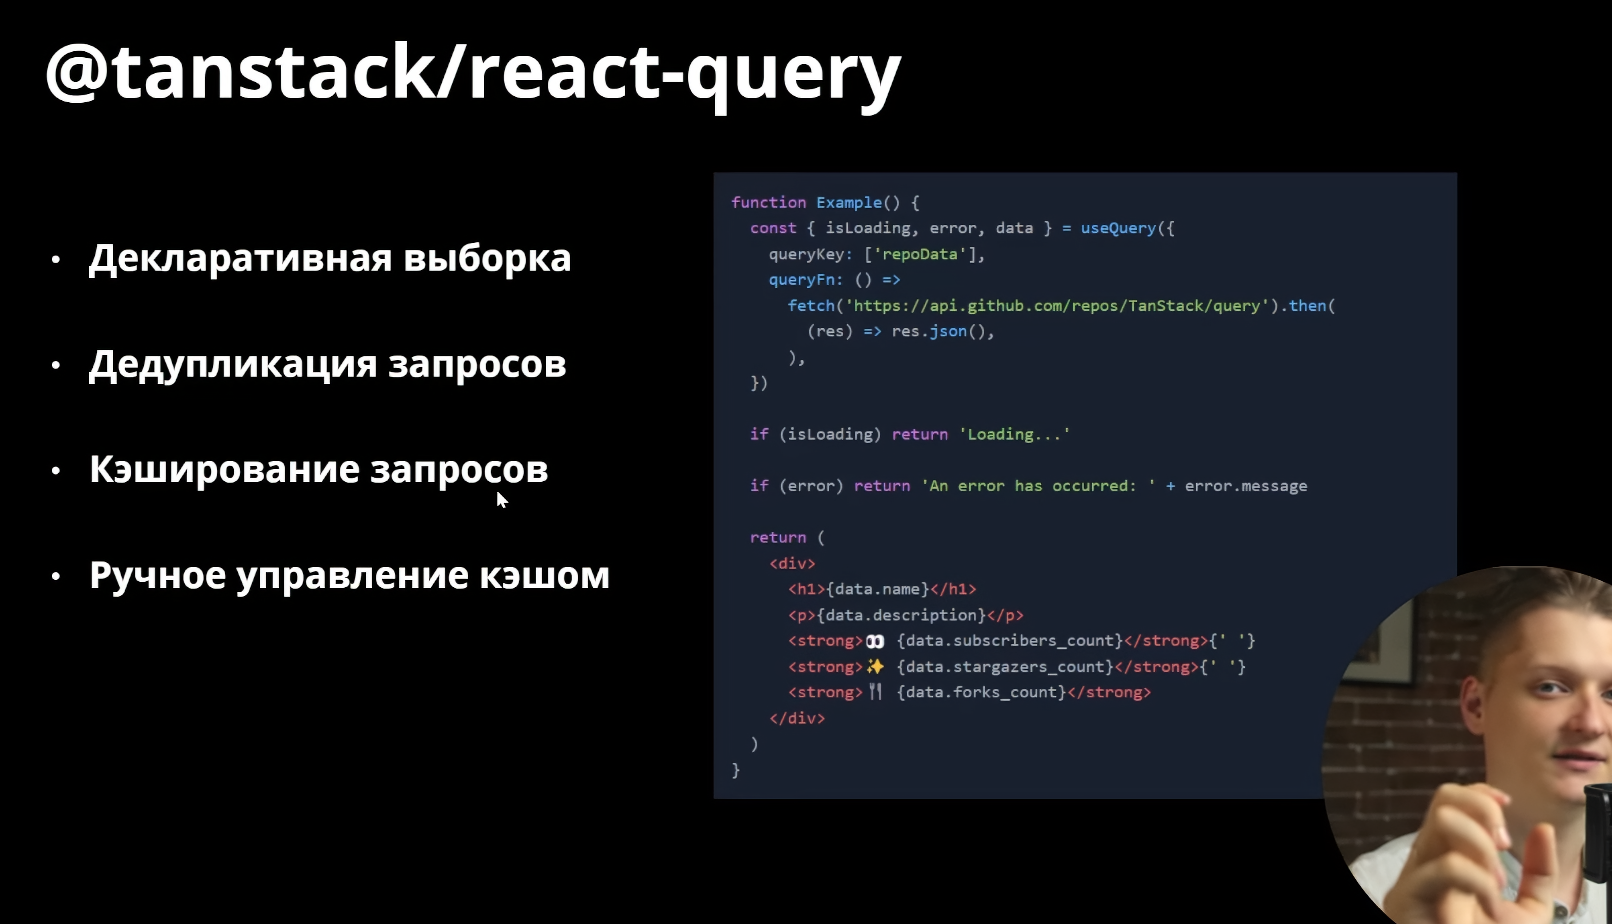 @tanstack/react-query
• Декларативная выборка
• Дедупликация запросов
• Кэширование запросов
• Ручное управление кэшом
function Example() {
  const { isLoading, error, data } = useQuery({
    queryKey: ['repoData'],
    queryFn: () =>
      fetch('https://api.github.com/repos/TanStack/query').then(
        (res) => res.json(),
      ),
  })
  if (isLoading) return 'Loading...'
  if (error) return 'An error has occurred: ' + error.message
  return (
    <div>
      <h1>{data.name}</h1>
      <p>{data.description}</p>
      <strong>👀 {data.subscribers_count}</strong>{' '}
      <strong>✨ {data.stargazers_count}</strong>{' '}
      <strong>🍴 {data.forks_count}</strong>
    </div>
  )
}